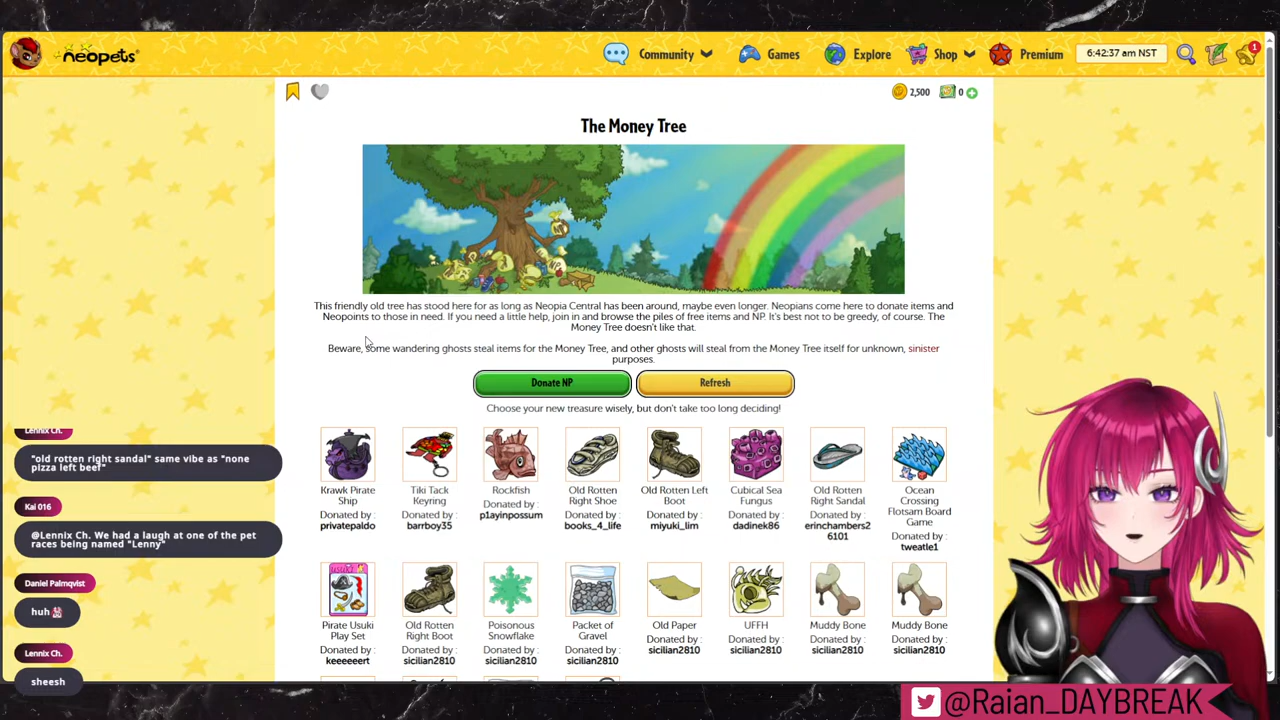 neopets
Community
Games
Explore
Shop
Premium
6:42:37 am NST
1
2,500
0
The Money Tree
This friendly old tree has stood here for as long as Neopia Central has been around, maybe even longer. Neopians come here to donate items and
Neopoints to those in need. If you need a little help, join in and browse the piles of free items and NP. It's best not to be greedy, of course. The
Money Tree doesn't like that.
Beware, some wandering ghosts steal items for the Money Tree, and other ghosts will steal from the Money Tree itself for unknown, sinister
purposes.
Donate NP
Refresh
Choose your new treasure wisely, but don't take too long deciding!
Krawk Pirate
Ship
Donated by :
privatepaldo
Tiki Tack
Keyring
Donated by :
barrboy35
Rockfish
Donated by :
p1ayinpossum
Old Rotten
Right Shoe
Donated by :
books_4_life
Old Rotten Left
Boot
Donated by :
miyuki_lim
Cubical Sea
Fungus
Donated by :
dadinek86
Old Rotten
Right Sandal
Donated by :
erinchambers2
6101
Ocean
Crossing
Flotsam Board
Game
Donated by :
tweatle1
Pirate Usuki
Play Set
Donated by :
keeeeeert
Old Rotten
Right Boot
Donated by :
sicilian2810
Poisonous
Snowflake
Donated by :
sicilian2810
Packet of
Gravel
Donated by :
sicilian2810
Old Paper
Donated by :
sicilian2810
UFFH
Donated by :
sicilian2810
Muddy Bone
Donated by :
sicilian2810
Muddy Bone
Donated by :
sicilian2810
Lennix Ch.
"old rotten right sandal" same vibe as "none
pizza left beef"
Kai 016
@Lennix Ch. We had a laugh at one of the pet
races being named "Lenny"
Daniel Palmqvist
huh
Lennix Ch.
sheesh
@Raian_DAYBREAK